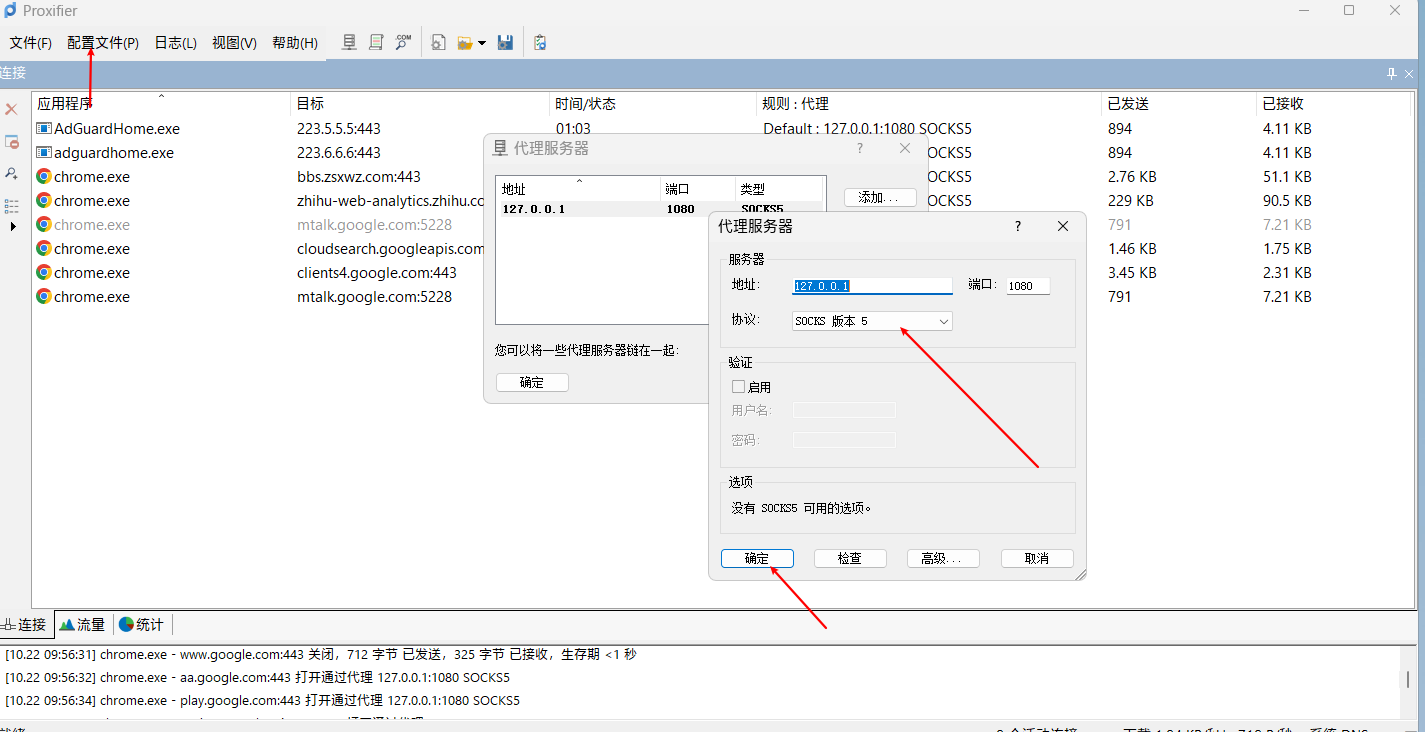 Proxifier
文件(F) 配置文件(P) 日志(L) 视图(V) 帮助(H)
连接
应用程序 目标 时间/状态 规则 : 代理 已发送 已接收
AdGuardHome.exe 223.5.5.5:443 01:03 Default : 127.0.0.1:1080 SOCKS5 894 4.11 KB
adguardhome.exe 223.6.6.6:443 OCKS5 894 4.11 KB
chrome.exe bbs.zsxwz.com:443 OCKS5 2.76 KB 51.1 KB
chrome.exe zhihu-web-analytics.zhihu.co OCKS5 229 KB 90.5 KB
chrome.exe mtalk.google.com:5228 791 7.21 KB
chrome.exe cloudsearch.googleapis.com 1.46 KB 1.75 KB
chrome.exe clients4.google.com:443 3.45 KB 2.31 KB
chrome.exe mtalk.google.com:5228 791 7.21 KB
代理服务器 ?
地址 端口 类型
127.0.0.1 1080 SOCKS5
添加...
您可以将一些代理服务器链在一起:
确定
代理服务器 ?
服务器
地址: 127.0.0.1 端口: 1080
协议: SOCKS 版本 5
验证
启用
用户名:
密码:
选项
没有 SOCKS5 可用的选项。
确定 检查 高级... 取消
连接 流量 统计
[10.22 09:56:31] chrome.exe - www.google.com:443 关闭，712 字节 已发送，325 字节 已接收，生存期 <1 秒
[10.22 09:56:32] chrome.exe - aa.google.com:443 打开通过代理 127.0.0.1:1080 SOCKS5
[10.22 09:56:34] chrome.exe - play.google.com:443 打开通过代理 127.0.0.1:1080 SOCKS5